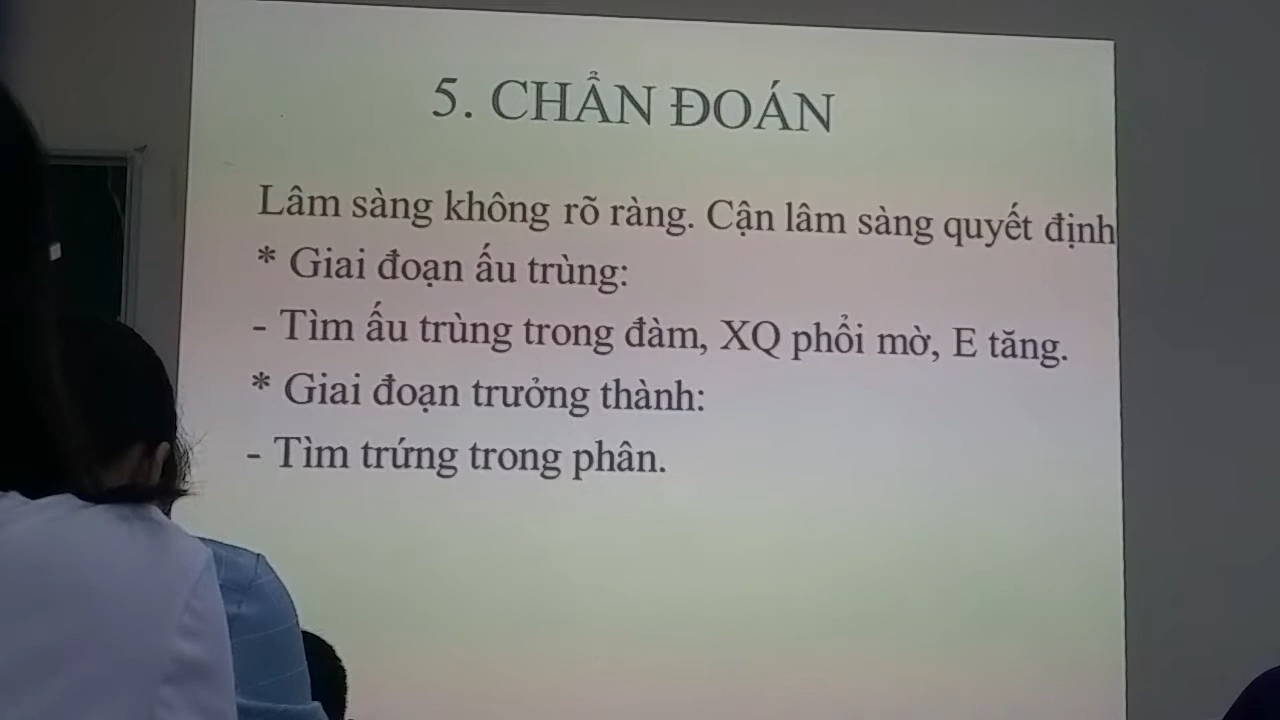 5. CHẨN ĐOÁN
Lâm sàng không rõ ràng. Cận lâm sàng quyết định
* Giai đoạn ấu trùng:
- Tìm ấu trùng trong đàm, XQ phổi mờ, E tăng.
* Giai đoạn trưởng thành:
- Tìm trứng trong phân.